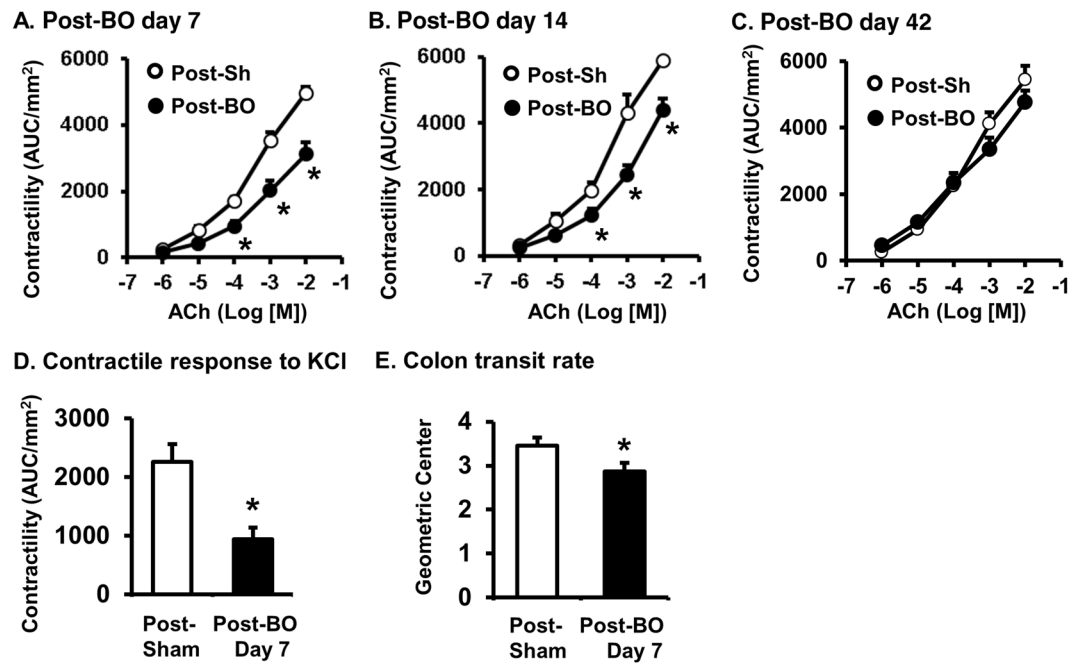 A. Post-BO day 7
B. Post-BO day 14
C. Post-BO day 42
Contractility (AUC/mm²)
6000
4000
2000
0
Post-Sh
Post-BO
*
*
*
-7 -6 -5 -4 -3 -2 -1
ACh (Log [M])
Contractility (AUC/mm²)
6000
4000
2000
0
Post-Sh
Post-BO
*
*
*
-7 -6 -5 -4 -3 -2 -1
ACh (Log [M])
Contractility (AUC/mm²)
6000
4000
2000
0
Post-Sh
Post-BO
-7 -6 -5 -4 -3 -2 -1
ACh (Log [M])
D. Contractile response to KCl
Contractility (AUC/mm²)
3000
2000
1000
0
*
Post-
Sham
Post-BO
Day 7
E. Colon transit rate
Geometric Center
4
3
2
1
0
*
Post-
Sham
Post-BO
Day 7